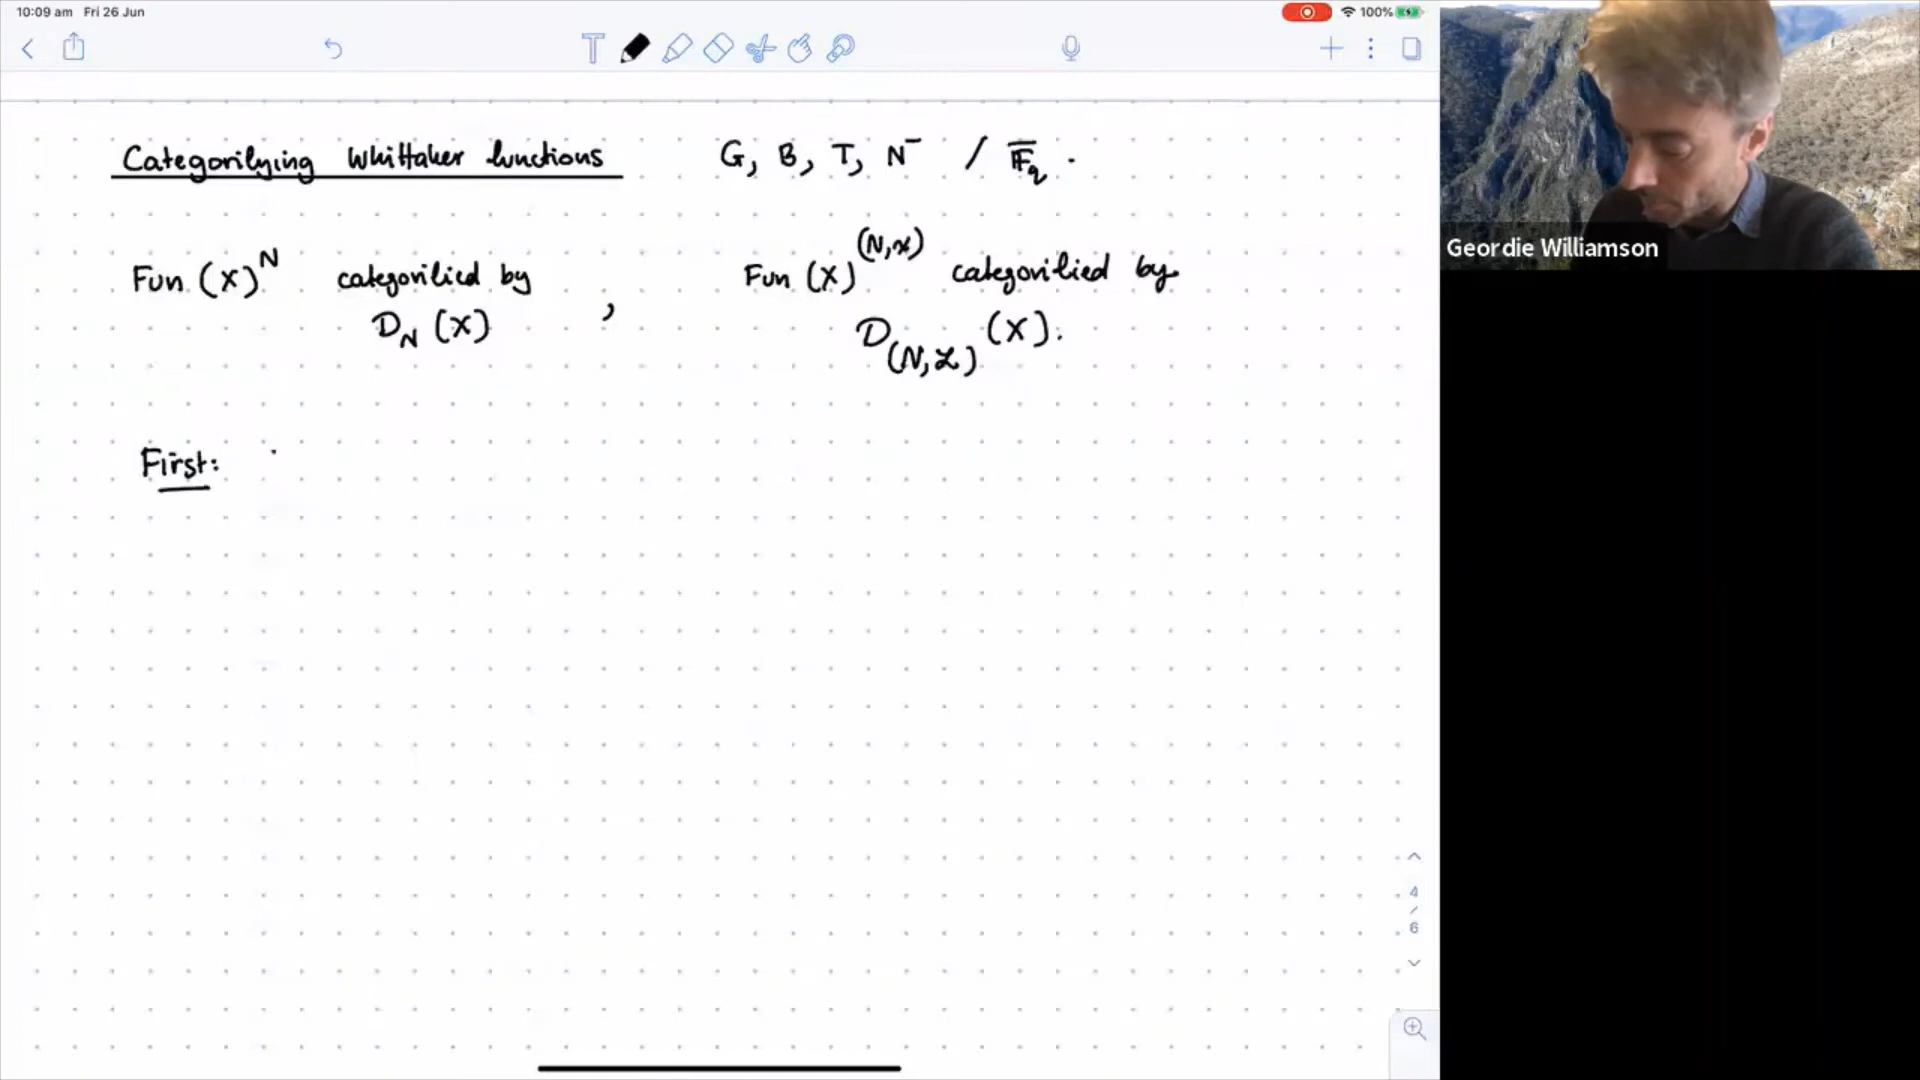 10:09 am Fri 26 Jun
100%
Categorifying Whittaker functions G, B, T, N⁻ / F̅_q .
Fun (X)^N categorified by D_N (X) ,
Fun (X)^(N,χ) categorified by D_(N,ℒ) (X).
First:
4
/
6
Geordie Williamson